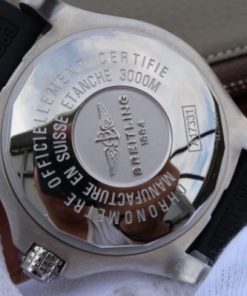 CHRONOMETRE OFFICIELLEMENT CERTIFIE
MANUFACTURE EN SUISSE ETANCHE 3000M
BREITLING
1884